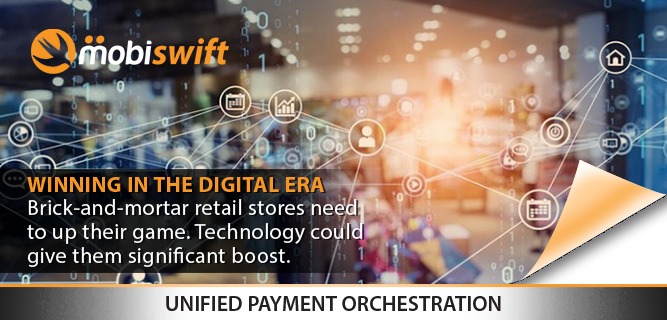 mobiswift
WINNING IN THE DIGITAL ERA
Brick-and-mortar retail stores need
to up their game. Technology could
give them significant boost.
UNIFIED PAYMENT ORCHESTRATION